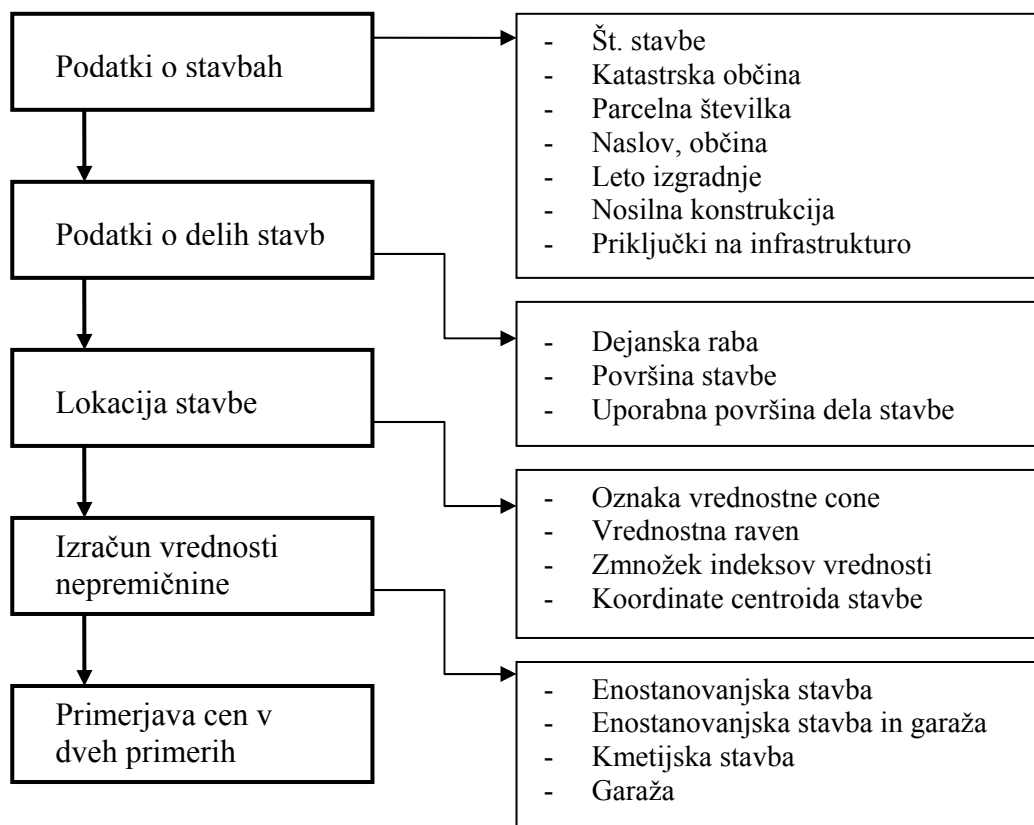 Podatki o stavbah
- Št. stavbe
- Katastrska občina
- Parcelna številka
- Naslov, občina
- Leto izgradnje
- Nosilna konstrukcija
- Priključki na infrastrukturo
Podatki o delih stavb
- Dejanska raba
- Površina stavbe
- Uporabna površina dela stavbe
Lokacija stavbe
- Oznaka vrednostne cone
- Vrednostna raven
- Zmnožek indeksov vrednosti
- Koordinate centroida stavbe
Izračun vrednosti
nepremičnine
- Enostanovanjska stavba
- Enostanovanjska stavba in garaža
- Kmetijska stavba
- Garaža
Primerjava cen v
dveh primerih